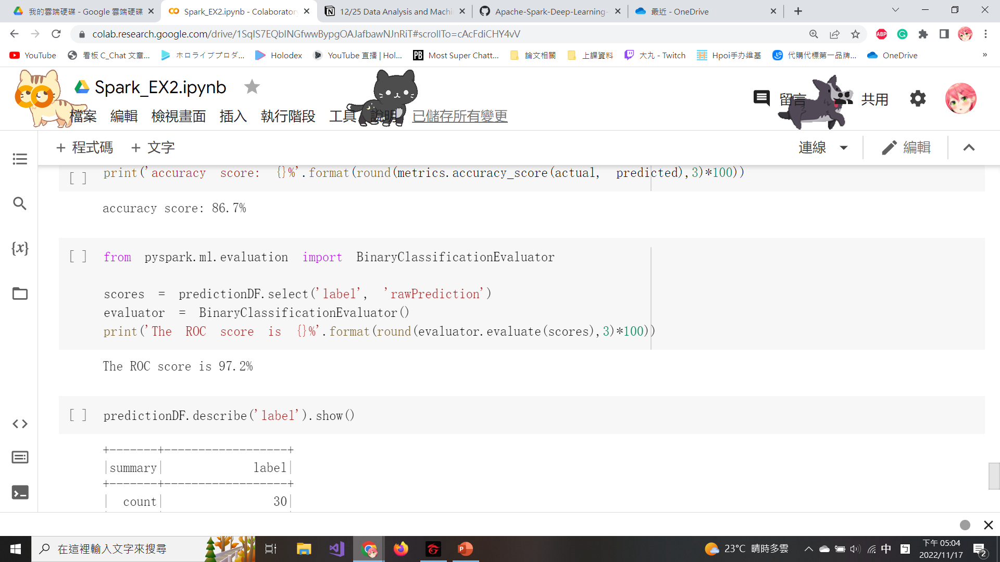 我的雲端硬碟 - Google 雲端硬碟
Spark_EX2.ipynb - Colaboratory
12/25 Data Analysis and Machi
Apache-Spark-Deep-Learning-
最近 - OneDrive
colab.research.google.com/drive/1SqIS7EQbINGfwwBypgOAJafbawNJnRiT#scrollTo=cAcFdiCHY4vV
ABP
YouTube
看板 C_Chat 文章...
ホロライブプロダ...
Holodex
YouTube 直播 | Hol...
PB Most Super Chatt...
論文相關
上課資料
大丸 - Twitch
Hpoi手办维基
代購代標第一品牌...
OneDrive
»
Spark_EX2.ipynb
留言
共用
檔案 編輯 檢視畫面 插入 執行階段 工具 說明 已儲存所有變更
+ 程式碼 + 文字
連線
編輯
[ ] print('accuracy score: {}%'.format(round(metrics.accuracy_score(actual, predicted),3)*100))
accuracy score: 86.7%
{x}
[ ] from pyspark.ml.evaluation import BinaryClassificationEvaluator
scores = predictionDF.select('label', 'rawPrediction')
evaluator = BinaryClassificationEvaluator()
print('The ROC score is {}%'.format(round(evaluator.evaluate(scores),3)*100))
The ROC score is 97.2%
[ ] predictionDF.describe('label').show()
+-------+------------------+
|summary|             label|
+-------+------------------+
|  count|                30|
在這裡輸入文字來搜尋
23°C 晴時多雲
中
下午 05:04
2022/11/17
2